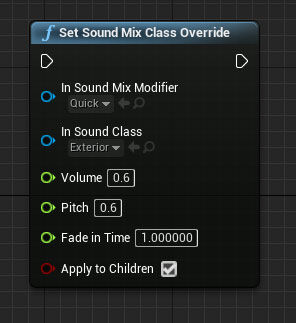 f Set Sound Mix Class Override
In Sound Mix Modifier
Quick
In Sound Class
Exterior
Volume 0.6
Pitch 0.6
Fade in Time 1.000000
Apply to Children